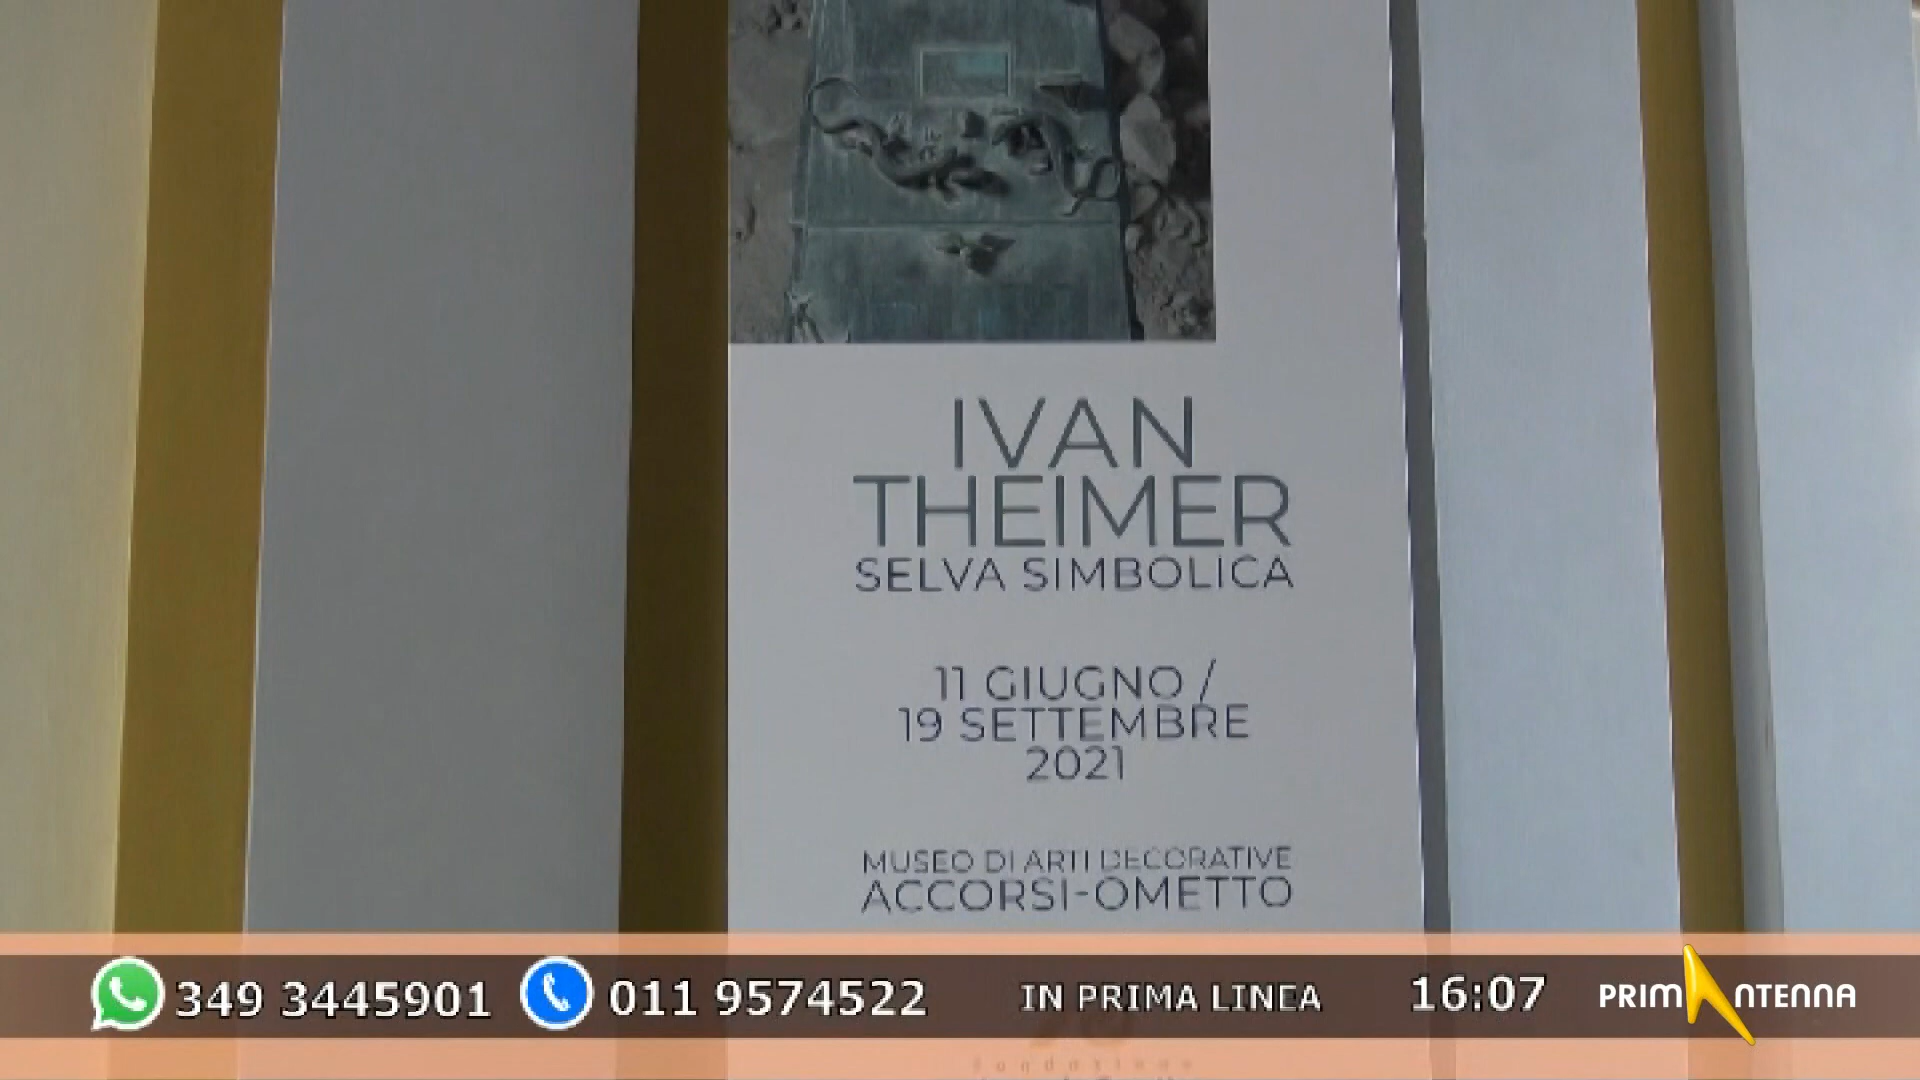 IVAN
THEIMER
SELVA SIMBOLICA
11 GIUGNO /
19 SETTEMBRE
2021
MUSEO DI ARTI DECORATIVE
ACCORSI-OMETTO
349 3445901 011 9574522 IN PRIMA LINEA 16:07 PRIMANTENNA
Fondazione